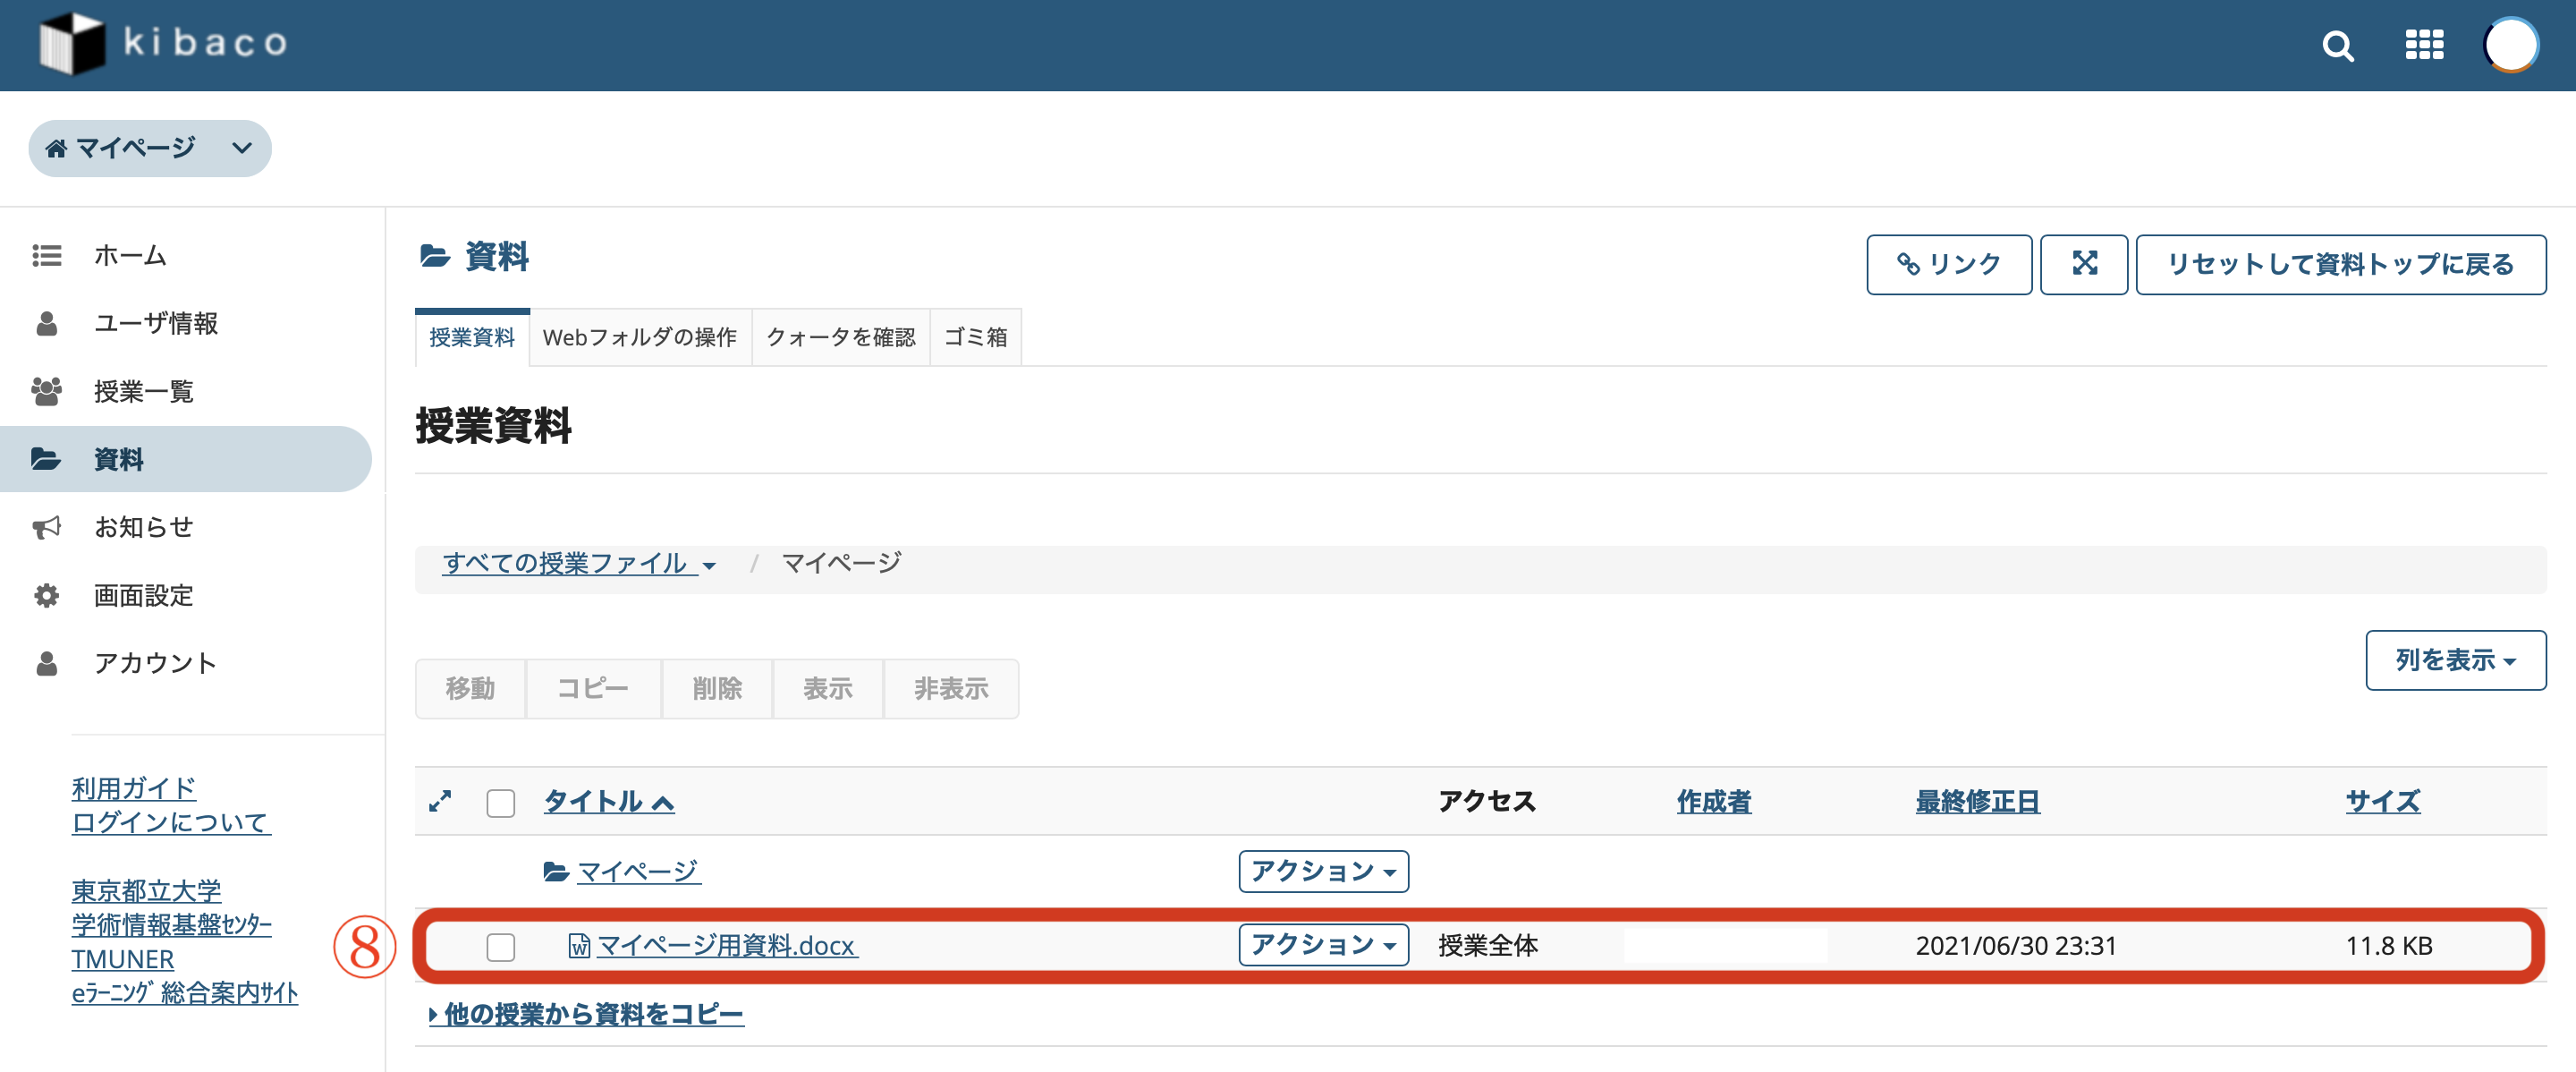 kibaco
マイページ
ホーム
ユーザ情報
授業一覧
資料
お知らせ
画面設定
アカウント
利用ガイド
ログインについて
東京都立大学
学術情報基盤ｾﾝﾀｰ
TMUNER
eﾗｰﾆﾝｸﾞ総合案内ｻｲﾄ
資料
リンク
リセットして資料トップに戻る
授業資料 Webフォルダの操作 クォータを確認 ゴミ箱
授業資料
すべての授業ファイル / マイページ
列を表示
移動 コピー 削除 表示 非表示
タイトル アクセス 作成者 最終修正日 サイズ
マイページ アクション
⑧ マイページ用資料.docx アクション 授業全体 2021/06/30 23:31 11.8 KB
他の授業から資料をコピー